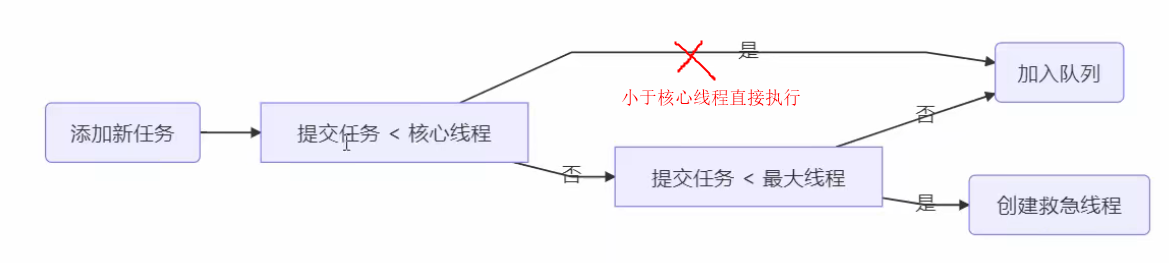 是
加入队列
小于核心线程直接执行
否
添加新任务
提交任务 < 核心线程
否
提交任务 < 最大线程
是
创建救急线程